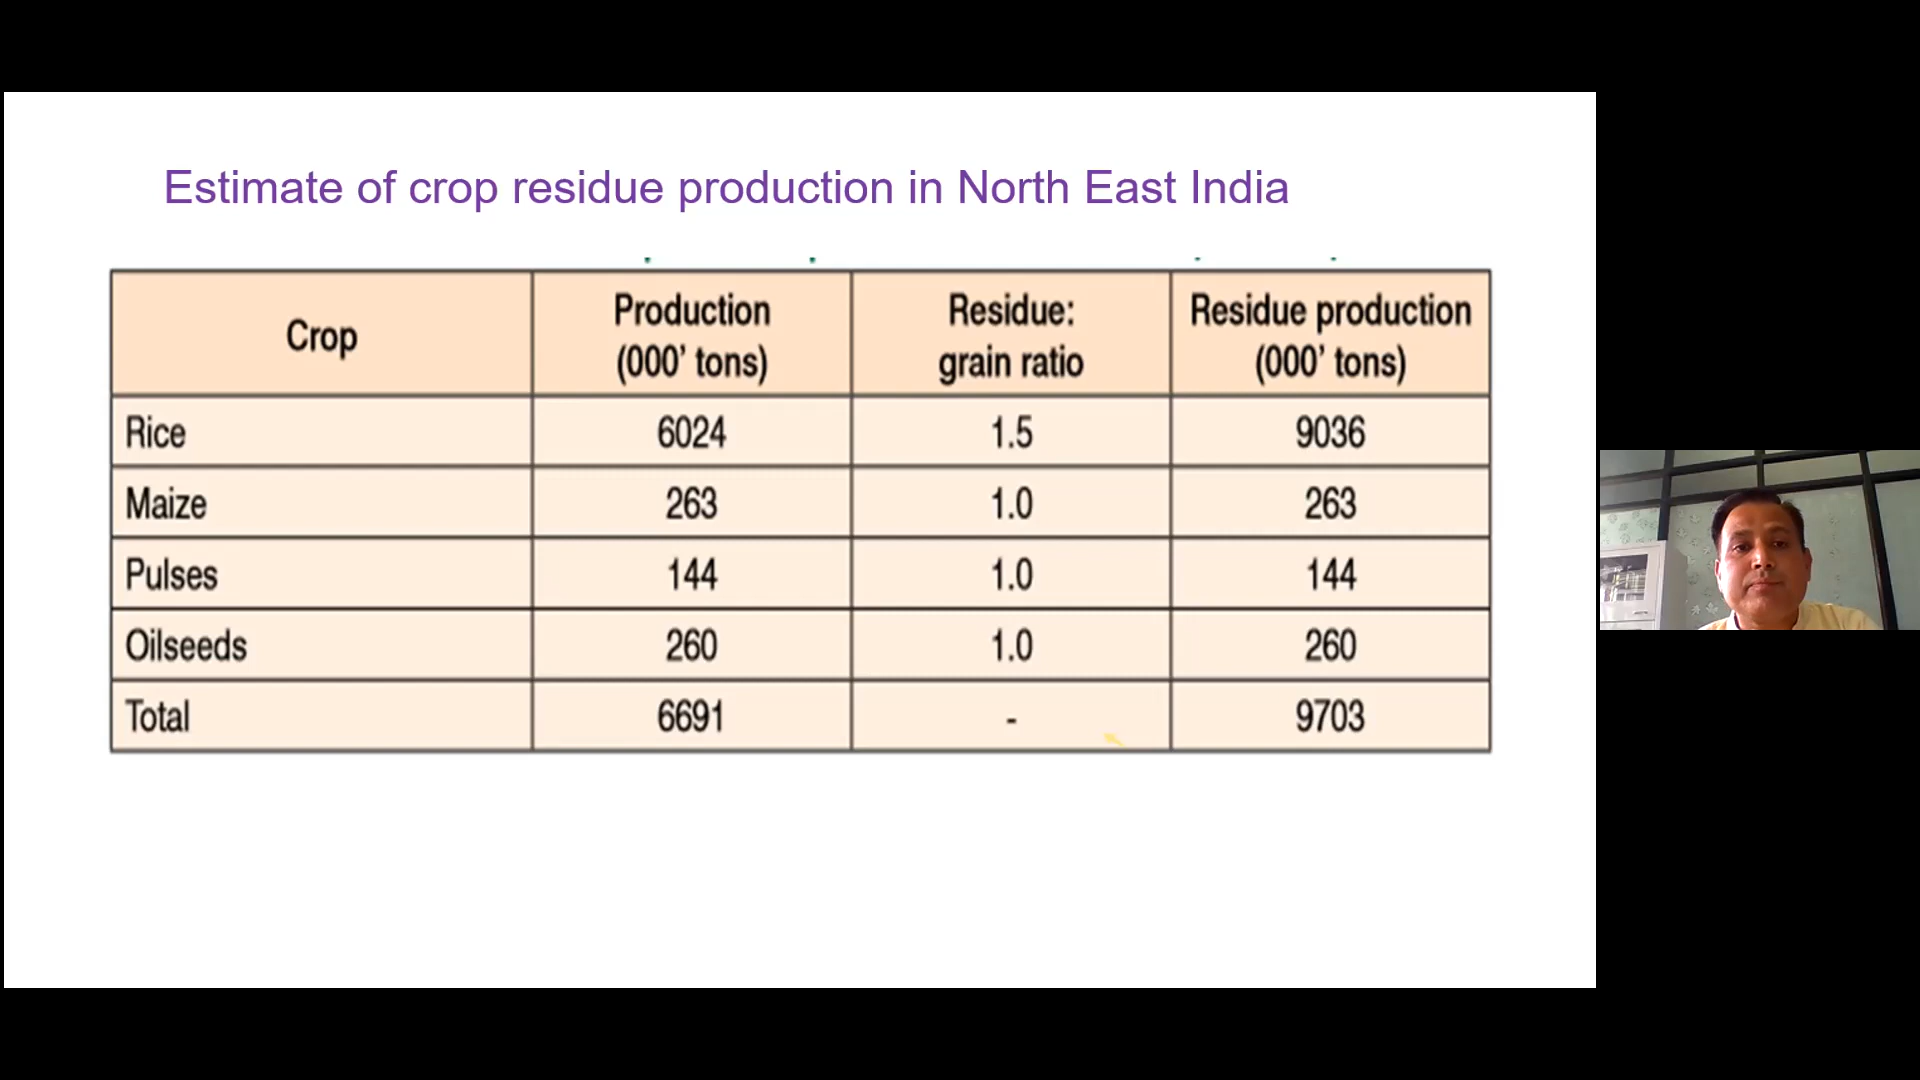 Estimate of crop residue production in North East India
Crop
Production
(000’ tons)
Residue:
grain ratio
Residue production
(000’ tons)
Rice 6024 1.5 9036
Maize 263 1.0 263
Pulses 144 1.0 144
Oilseeds 260 1.0 260
Total 6691 - 9703